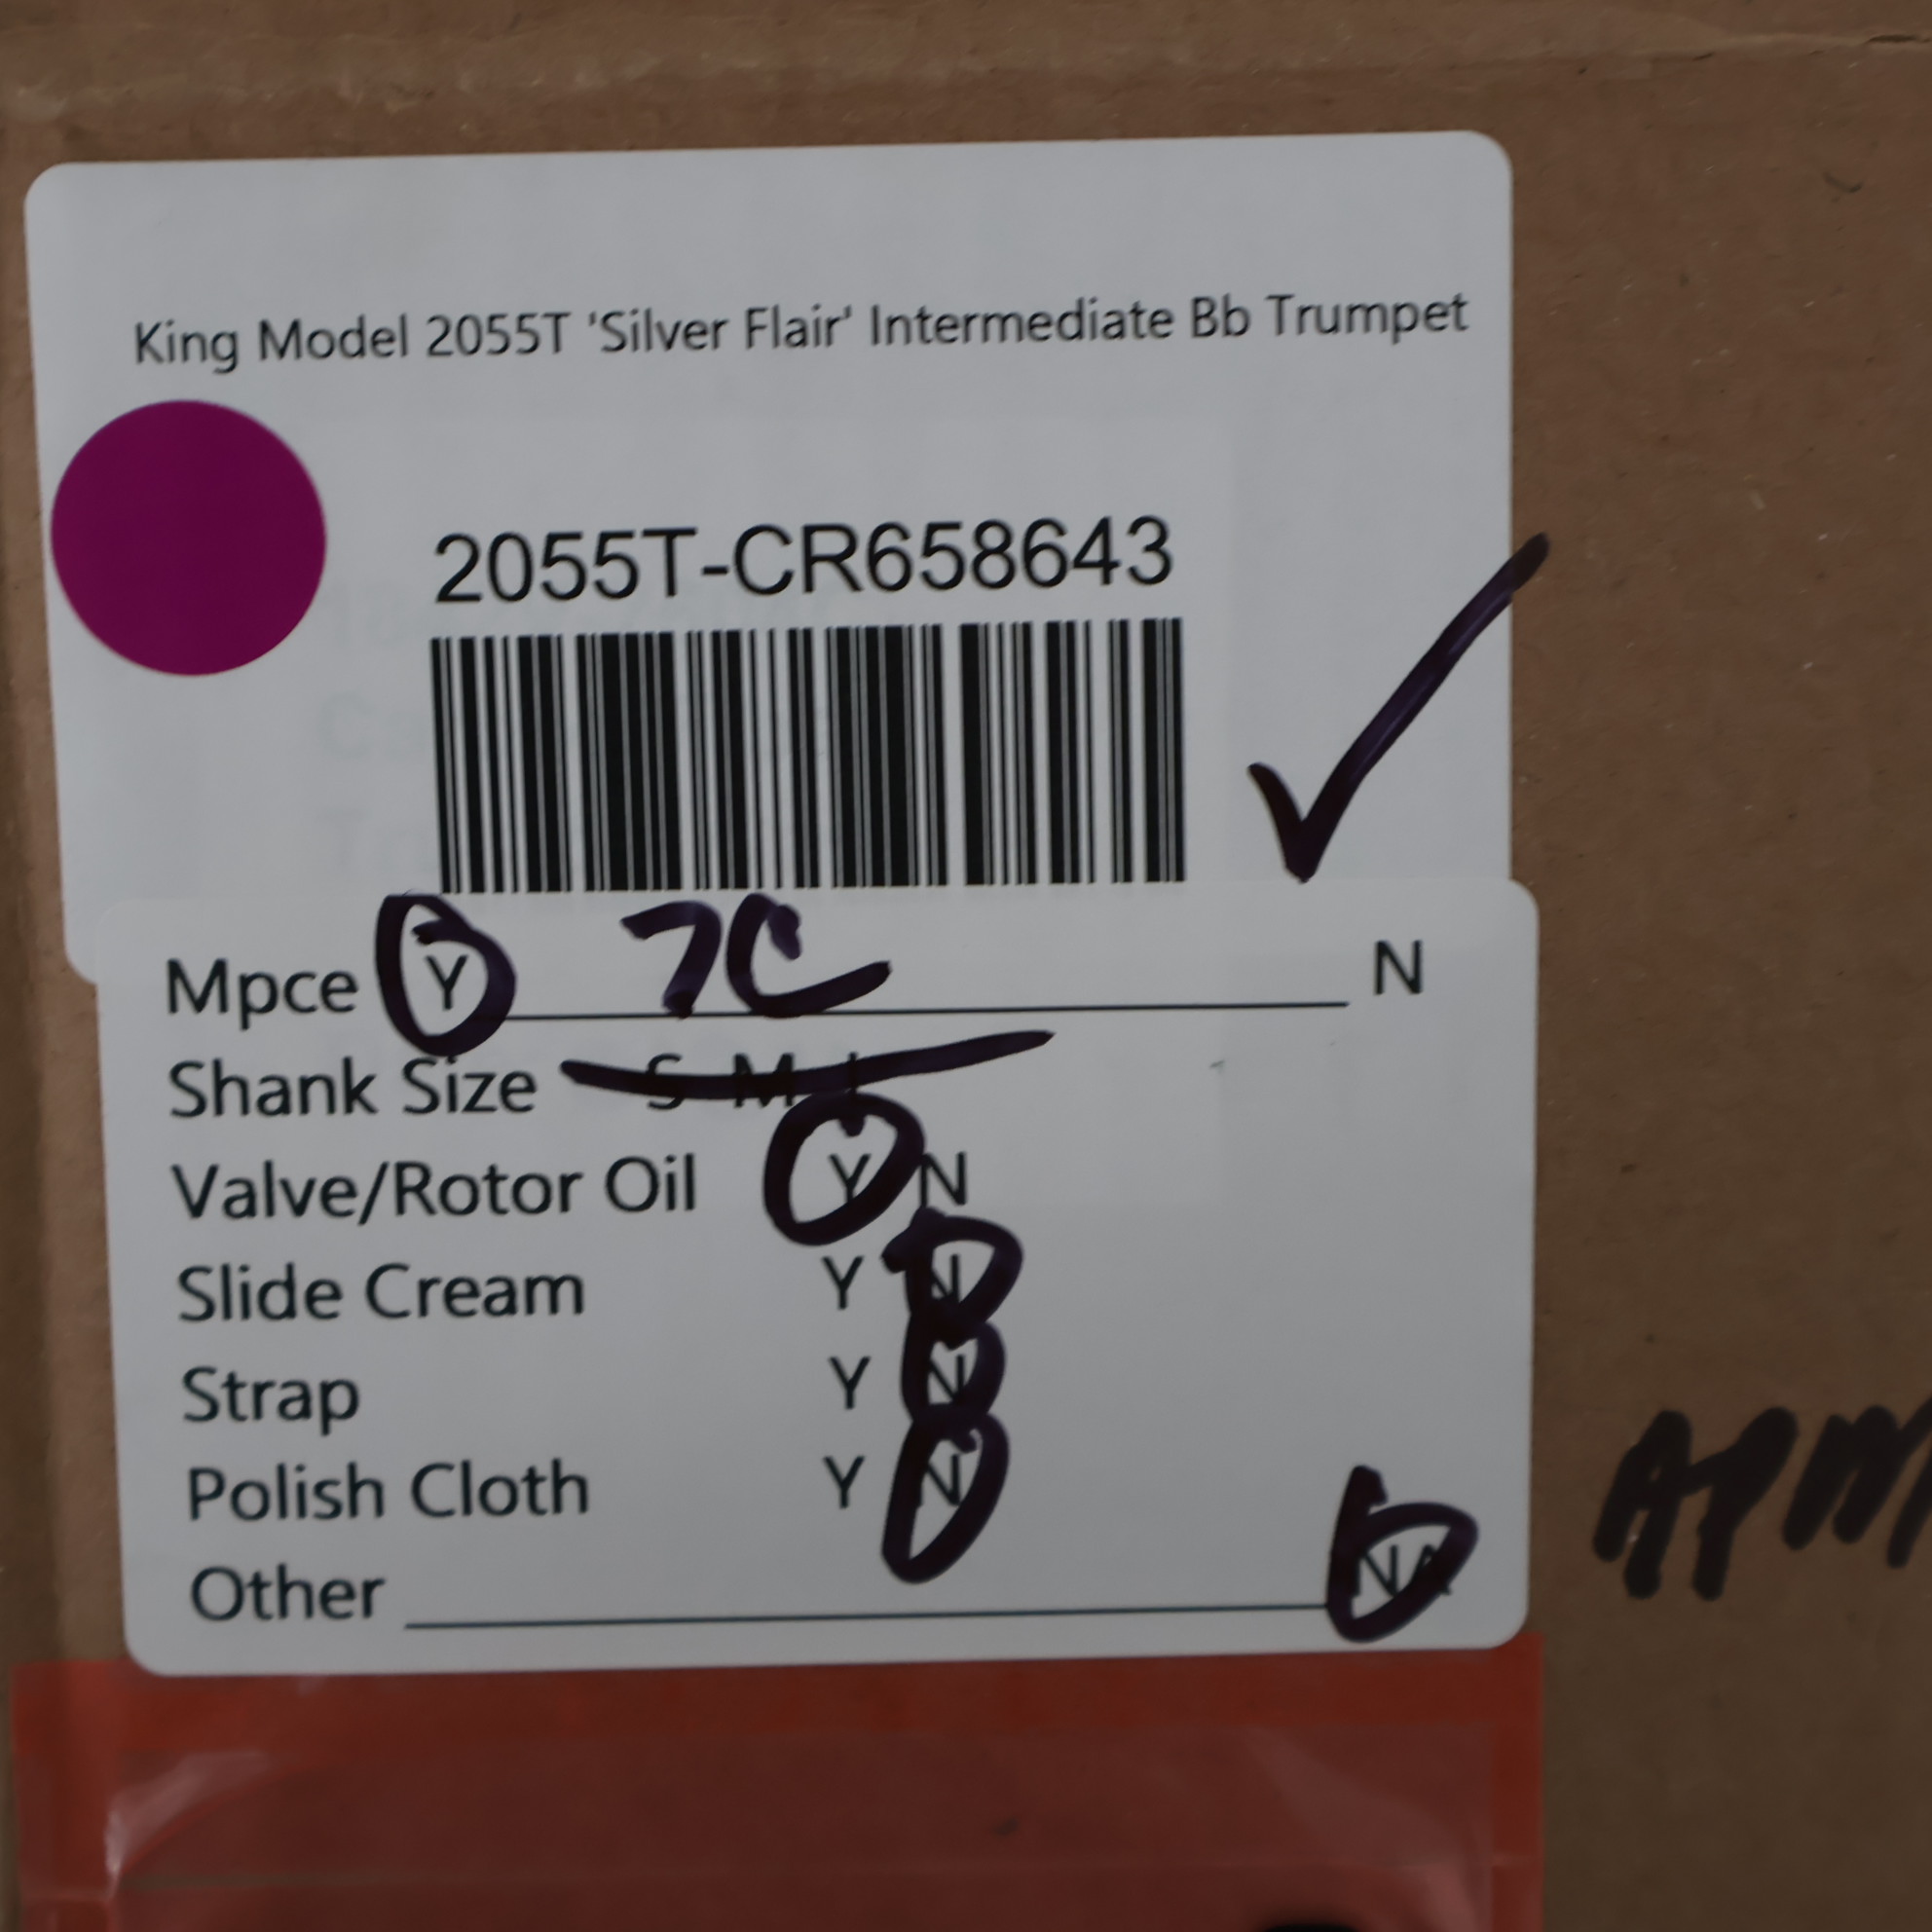 King Model 2055T 'Silver Flair' Intermediate Bb Trumpet
2055T-CR658643
Mpce Y 7C N
Shank Size S M L
Valve/Rotor Oil Y N
Slide Cream Y N
Strap Y N
Polish Cloth Y N
Other NA